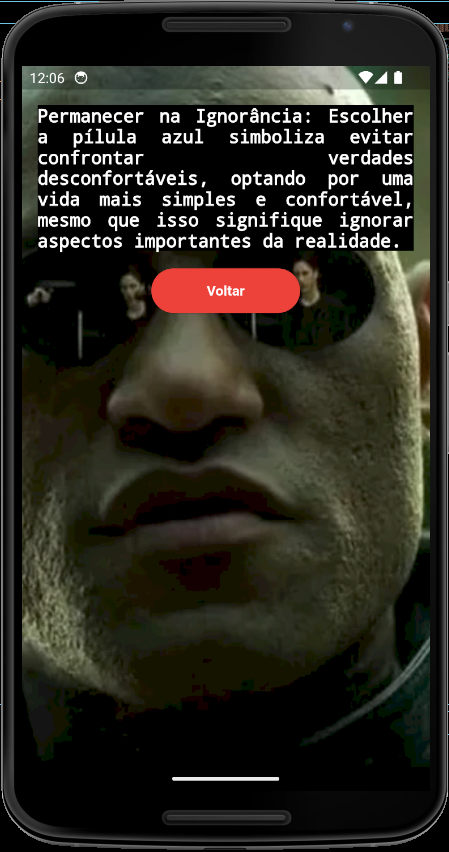 12:06
Permanecer na Ignorância: Escolher
a pílula azul simboliza evitar
confrontar verdades
desconfortáveis, optando por uma
vida mais simples e confortável,
mesmo que isso signifique ignorar
aspectos importantes da realidade.
Voltar